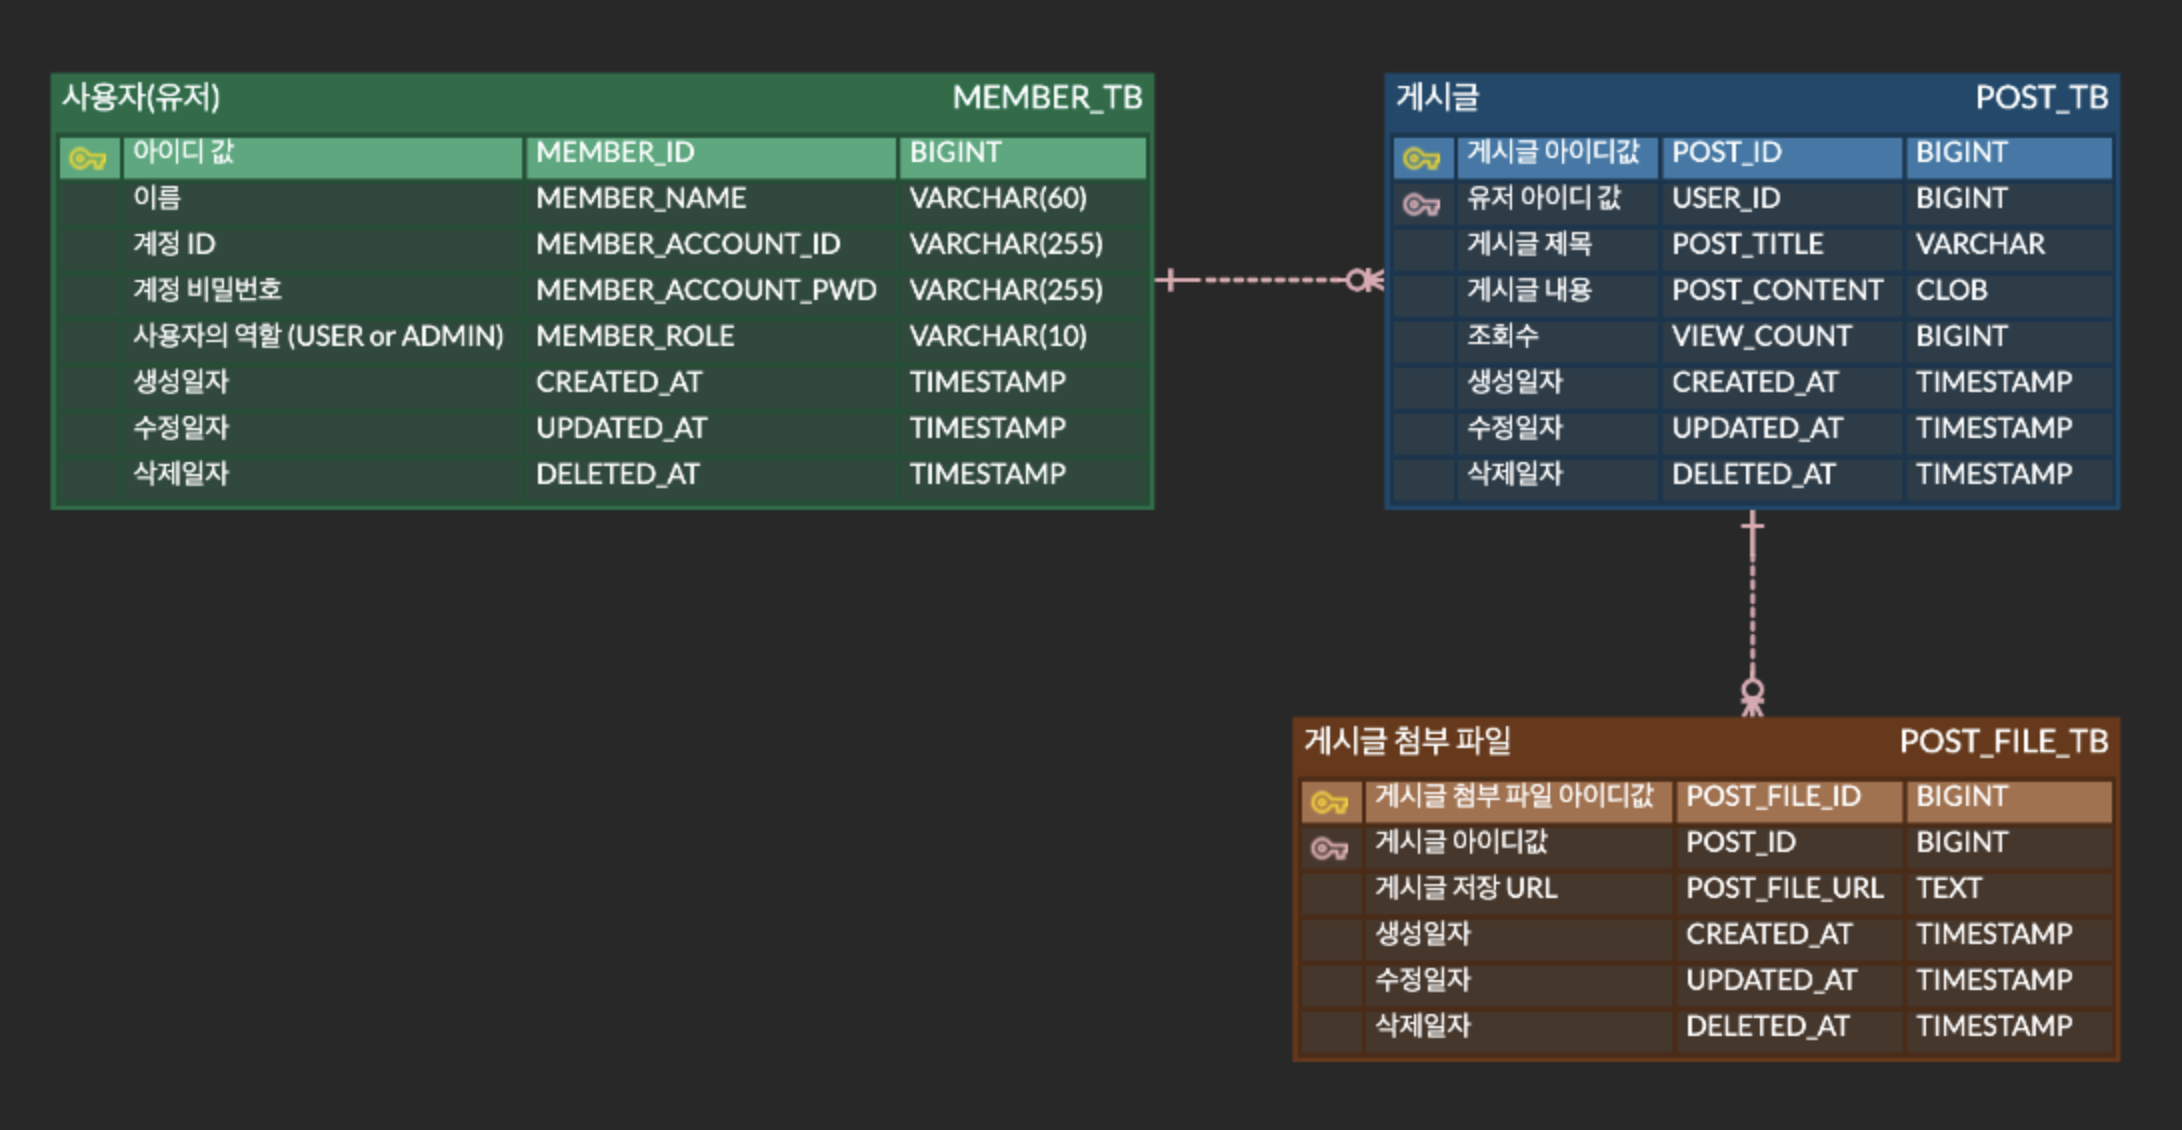 사용자(유저) MEMBER_TB
아이디 값 MEMBER_ID BIGINT
이름 MEMBER_NAME VARCHAR(60)
계정 ID MEMBER_ACCOUNT_ID VARCHAR(255)
계정 비밀번호 MEMBER_ACCOUNT_PWD VARCHAR(255)
사용자의 역할 (USER or ADMIN) MEMBER_ROLE VARCHAR(10)
생성일자 CREATED_AT TIMESTAMP
수정일자 UPDATED_AT TIMESTAMP
삭제일자 DELETED_AT TIMESTAMP
게시글 POST_TB
게시글 아이디값 POST_ID BIGINT
유저 아이디 값 USER_ID BIGINT
게시글 제목 POST_TITLE VARCHAR
게시글 내용 POST_CONTENT CLOB
조회수 VIEW_COUNT BIGINT
생성일자 CREATED_AT TIMESTAMP
수정일자 UPDATED_AT TIMESTAMP
삭제일자 DELETED_AT TIMESTAMP
게시글 첨부 파일 POST_FILE_TB
게시글 첨부 파일 아이디값 POST_FILE_ID BIGINT
게시글 아이디값 POST_ID BIGINT
게시글 저장 URL POST_FILE_URL TEXT
생성일자 CREATED_AT TIMESTAMP
수정일자 UPDATED_AT TIMESTAMP
삭제일자 DELETED_AT TIMESTAMP